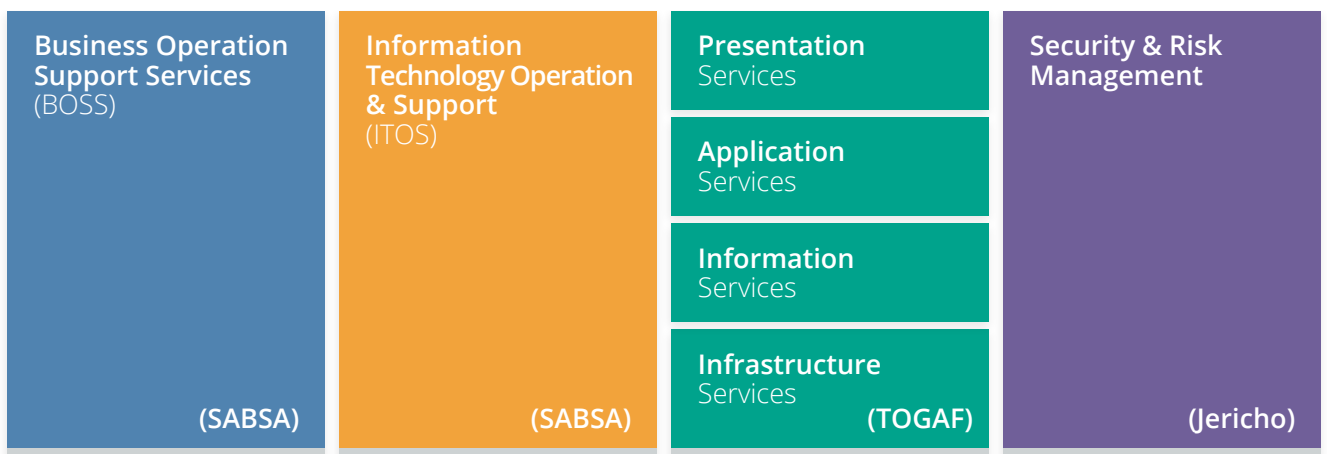 Business Operation
Support Services
(BOSS)
(SABSA)
Information
Technology Operation
& Support
(ITOS)
(SABSA)
Presentation
Services
Application
Services
Information
Services
Infrastructure
Services
(TOGAF)
Security & Risk
Management
(Jericho)